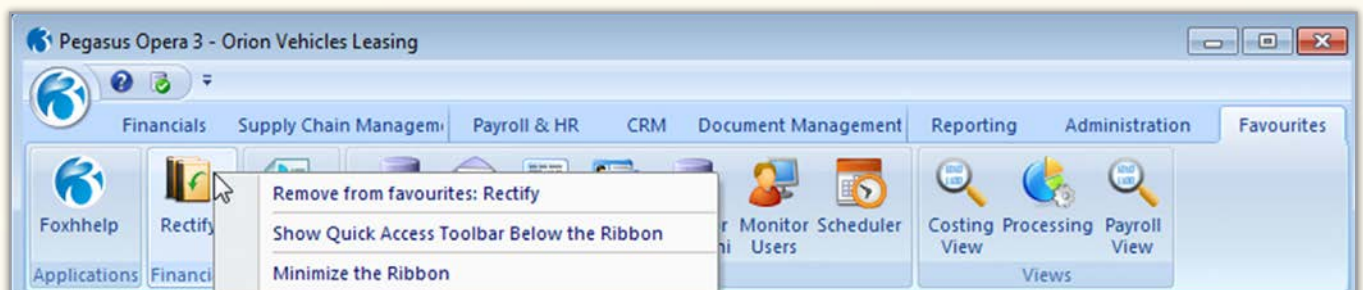 Pegasus Opera 3 - Orion Vehicles Leasing
Financials Supply Chain Managem Payroll & HR CRM Document Management Reporting Administration Favourites
Remove from favourites: Rectify
Foxhhelp Rectify Monitor Users Scheduler Costing View Processing Payroll View
Show Quick Access Toolbar Below the Ribbon
Applications Financi Views
Minimize the Ribbon